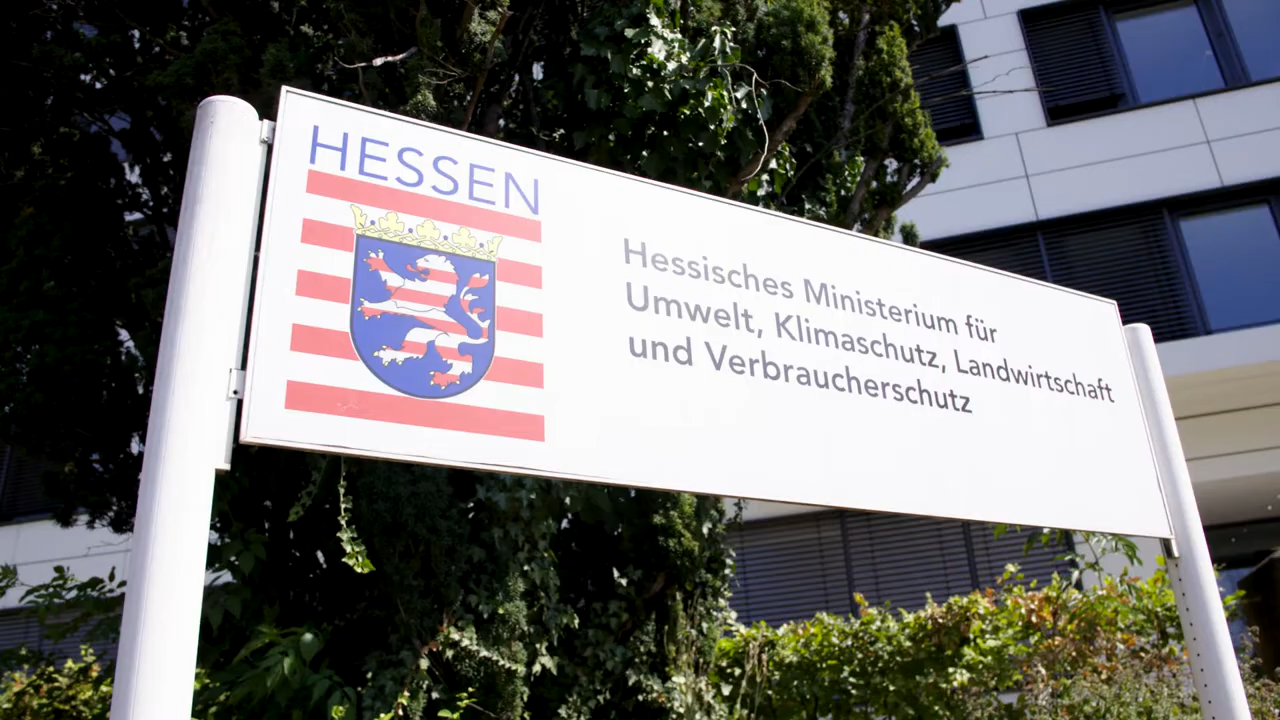 HESSEN
Hessisches Ministerium für
Umwelt, Klimaschutz, Landwirtschaft
und Verbraucherschutz